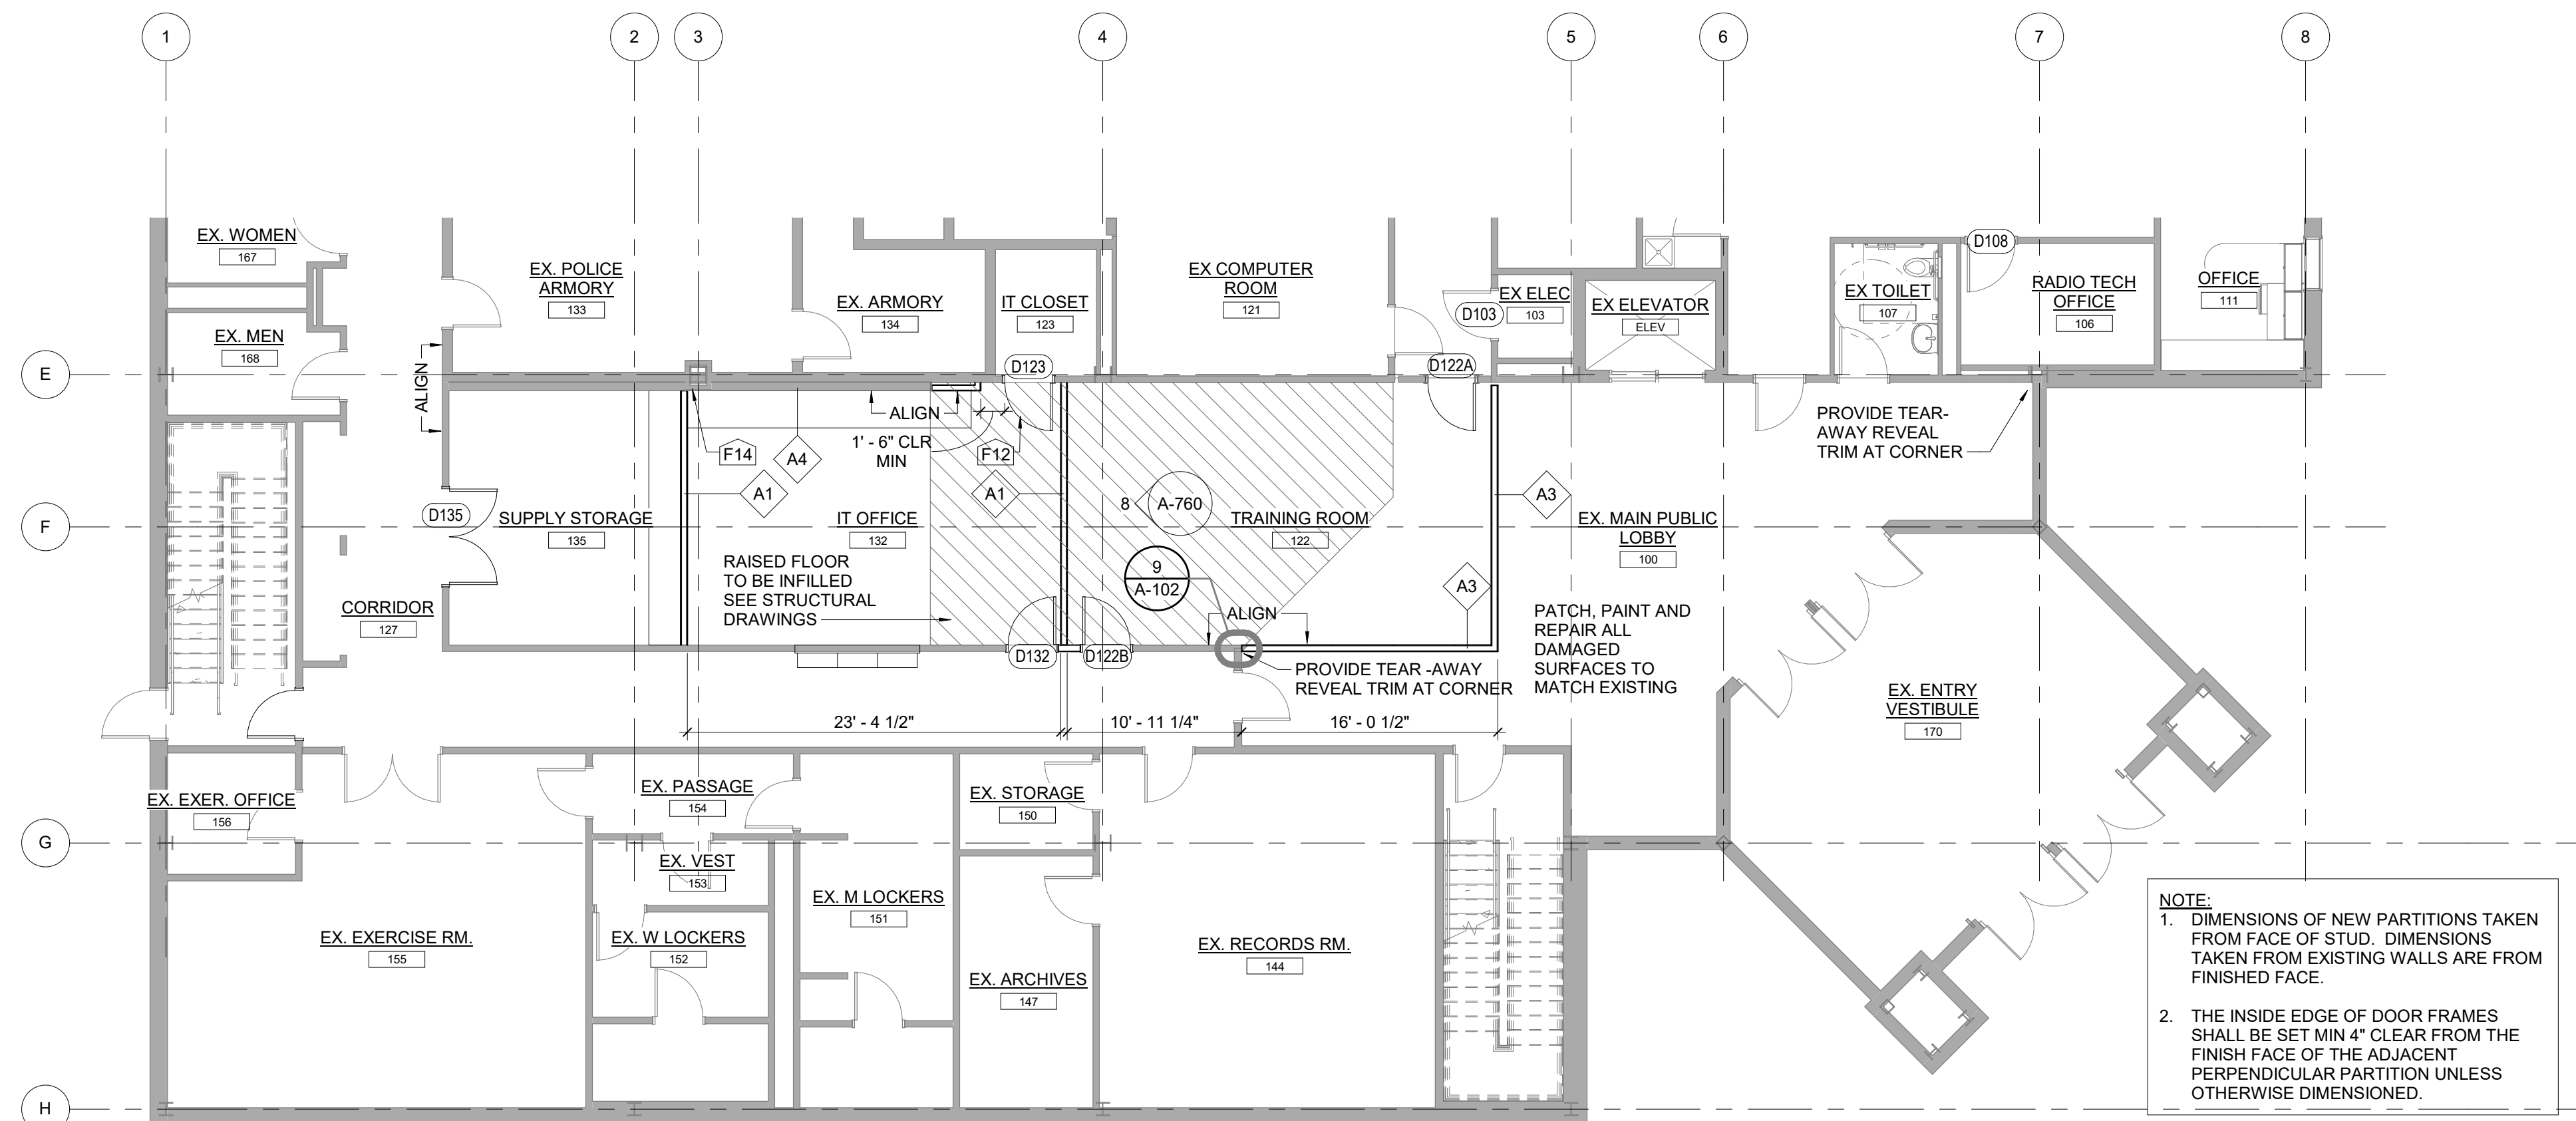 1
2
3
4
5
6
7
8
E
F
G
H
EX. WOMEN
167
EX. MEN
168
ALIGN
EX. POLICE
ARMORY
133
EX. ARMORY
134
IT CLOSET
123
EX COMPUTER
ROOM
121
D103
EX ELEC
103
EX ELEVATOR
ELEV
EX TOILET
107
D108
RADIO TECH
OFFICE
106
OFFICE
111
D123
D122A
ALIGN
1' - 6" CLR
MIN
F14
A4
F12
A1
A1
8
A-760
A3
PROVIDE TEAR-
AWAY REVEAL
TRIM AT CORNER
D135
SUPPLY STORAGE
135
IT OFFICE
132
TRAINING ROOM
122
EX. MAIN PUBLIC
LOBBY
100
RAISED FLOOR
TO BE INFILLED
SEE STRUCTURAL
DRAWINGS
9
A-102
A3
ALIGN
CORRIDOR
127
D132
D122B
PROVIDE TEAR -AWAY
REVEAL TRIM AT CORNER
PATCH, PAINT AND
REPAIR ALL
DAMAGED
SURFACES TO
MATCH EXISTING
23' - 4 1/2"
10' - 11 1/4"
16' - 0 1/2"
EX. ENTRY
VESTIBULE
170
EX. EXER. OFFICE
156
EX. PASSAGE
154
EX. STORAGE
150
EX. VEST
153
EX. M LOCKERS
151
EX. EXERCISE RM.
155
EX. W LOCKERS
152
EX. ARCHIVES
147
EX. RECORDS RM.
144
NOTE:
1. DIMENSIONS OF NEW PARTITIONS TAKEN
FROM FACE OF STUD. DIMENSIONS
TAKEN FROM EXISTING WALLS ARE FROM
FINISHED FACE.
2. THE INSIDE EDGE OF DOOR FRAMES
SHALL BE SET MIN 4" CLEAR FROM THE
FINISH FACE OF THE ADJACENT
PERPENDICULAR PARTITION UNLESS
OTHERWISE DIMENSIONED.